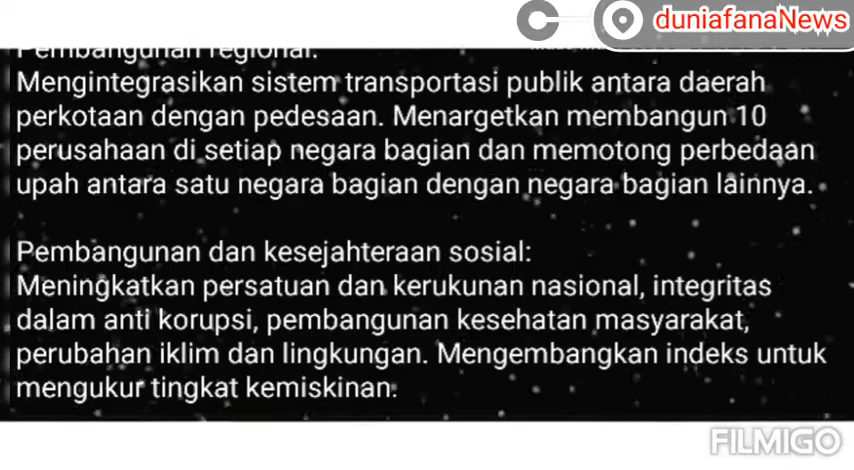 duniafanaNews
Pembangunan regional:
Mengintegrasikan sistem transportasi publik antara daerah
perkotaan dengan pedesaan. Menargetkan membangun 10
perusahaan di setiap negara bagian dan memotong perbedaan
upah antara satu negara bagian dengan negara bagian lainnya.
Pembangunan dan kesejahteraan sosial:
Meningkatkan persatuan dan kerukunan nasional, integritas
dalam anti korupsi, pembangunan kesehatan masyarakat,
perubahan iklim dan lingkungan. Mengembangkan indeks untuk
mengukur tingkat kemiskinan.
FILMIGO